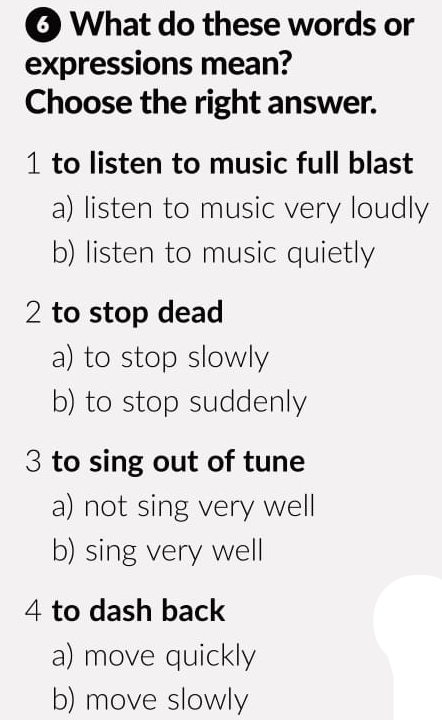 6 What do these words or
expressions mean?
Choose the right answer.
1 to listen to music full blast
a) listen to music very loudly
b) listen to music quietly
2 to stop dead
a) to stop slowly
b) to stop suddenly
3 to sing out of tune
a) not sing very well
b) sing very well
4 to dash back
a) move quickly
b) move slowly